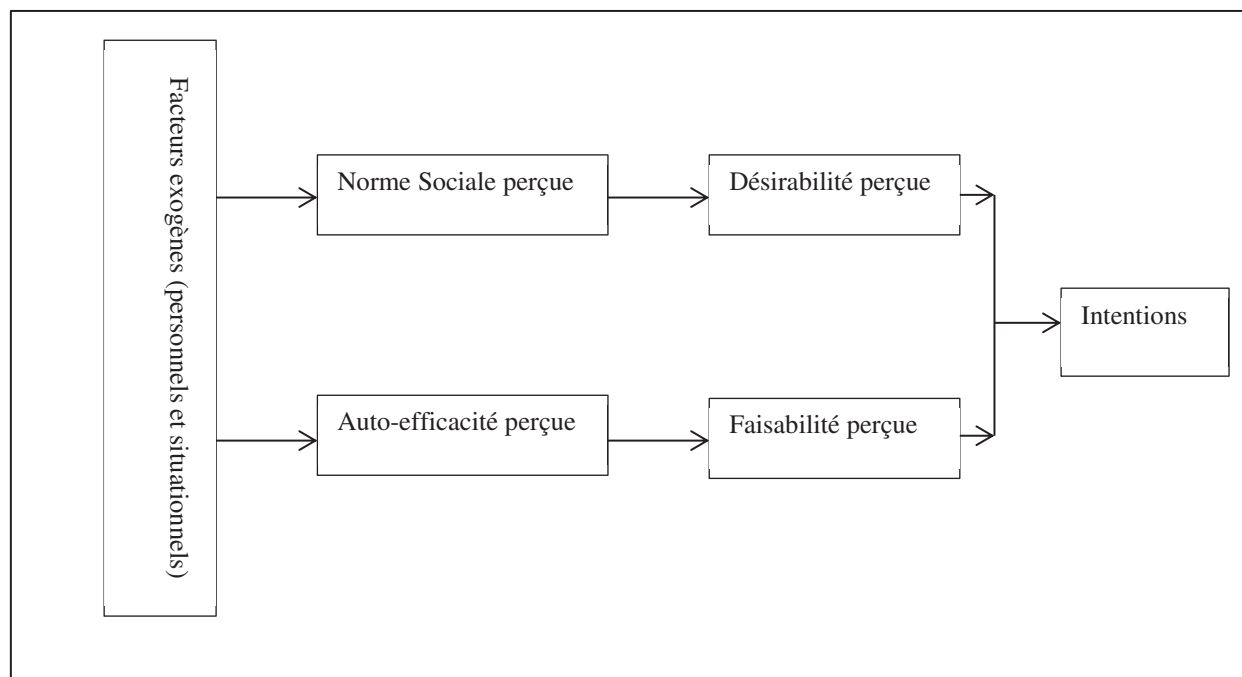 Facteurs exogènes (personnels et situationnels)
Norme Sociale perçue
Désirabilité perçue
Intentions
Auto-efficacité perçue
Faisabilité perçue